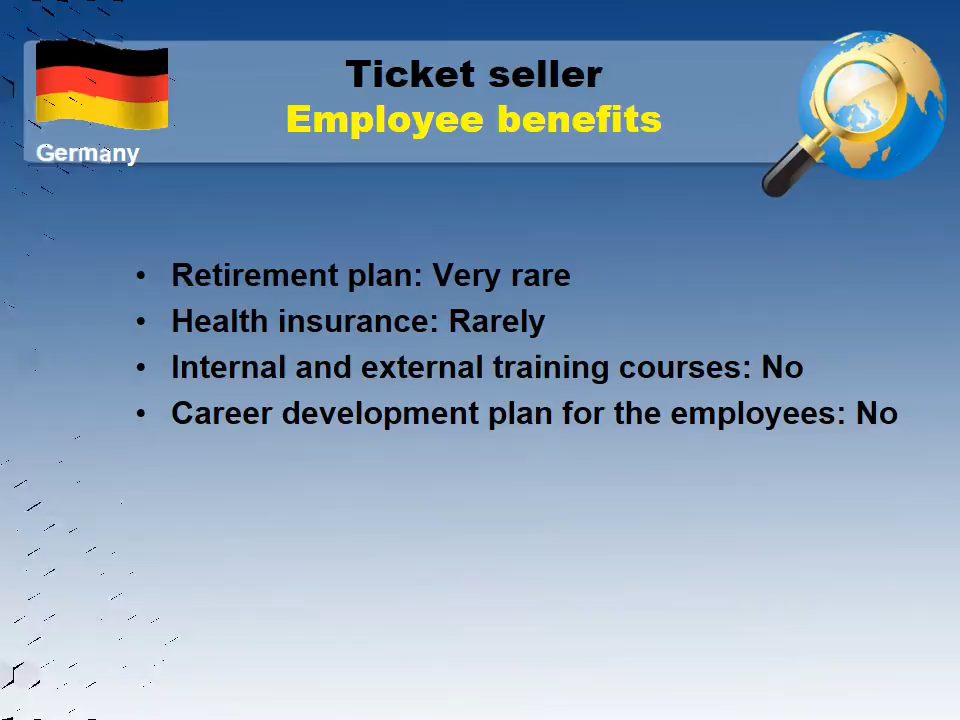 Ticket seller
Employee benefits
Germany
• Retirement plan: Very rare
• Health insurance: Rarely
• Internal and external training courses: No
• Career development plan for the employees: No